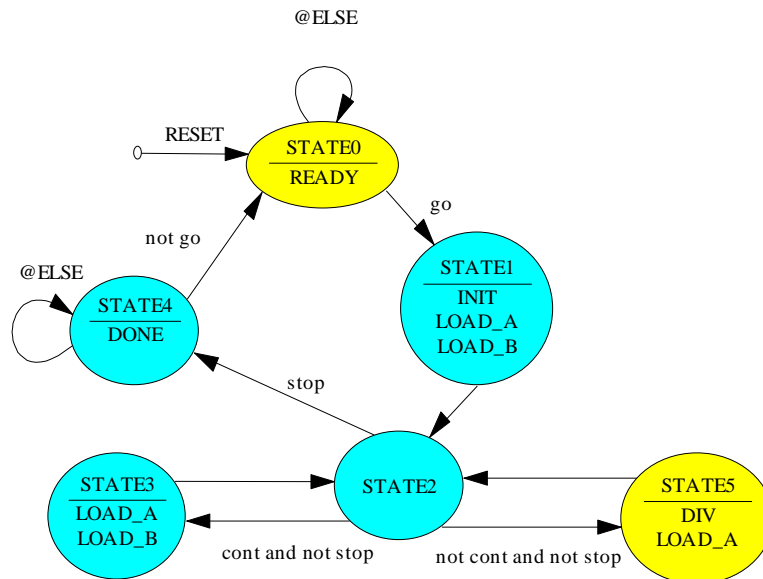 @ELSE
RESET
STATE0
READY
go
not go
@ELSE
STATE1
INIT
LOAD_A
LOAD_B
STATE4
DONE
stop
STATE3
LOAD_A
LOAD_B
STATE2
STATE5
DIV
LOAD_A
cont and not stop
not cont and not stop